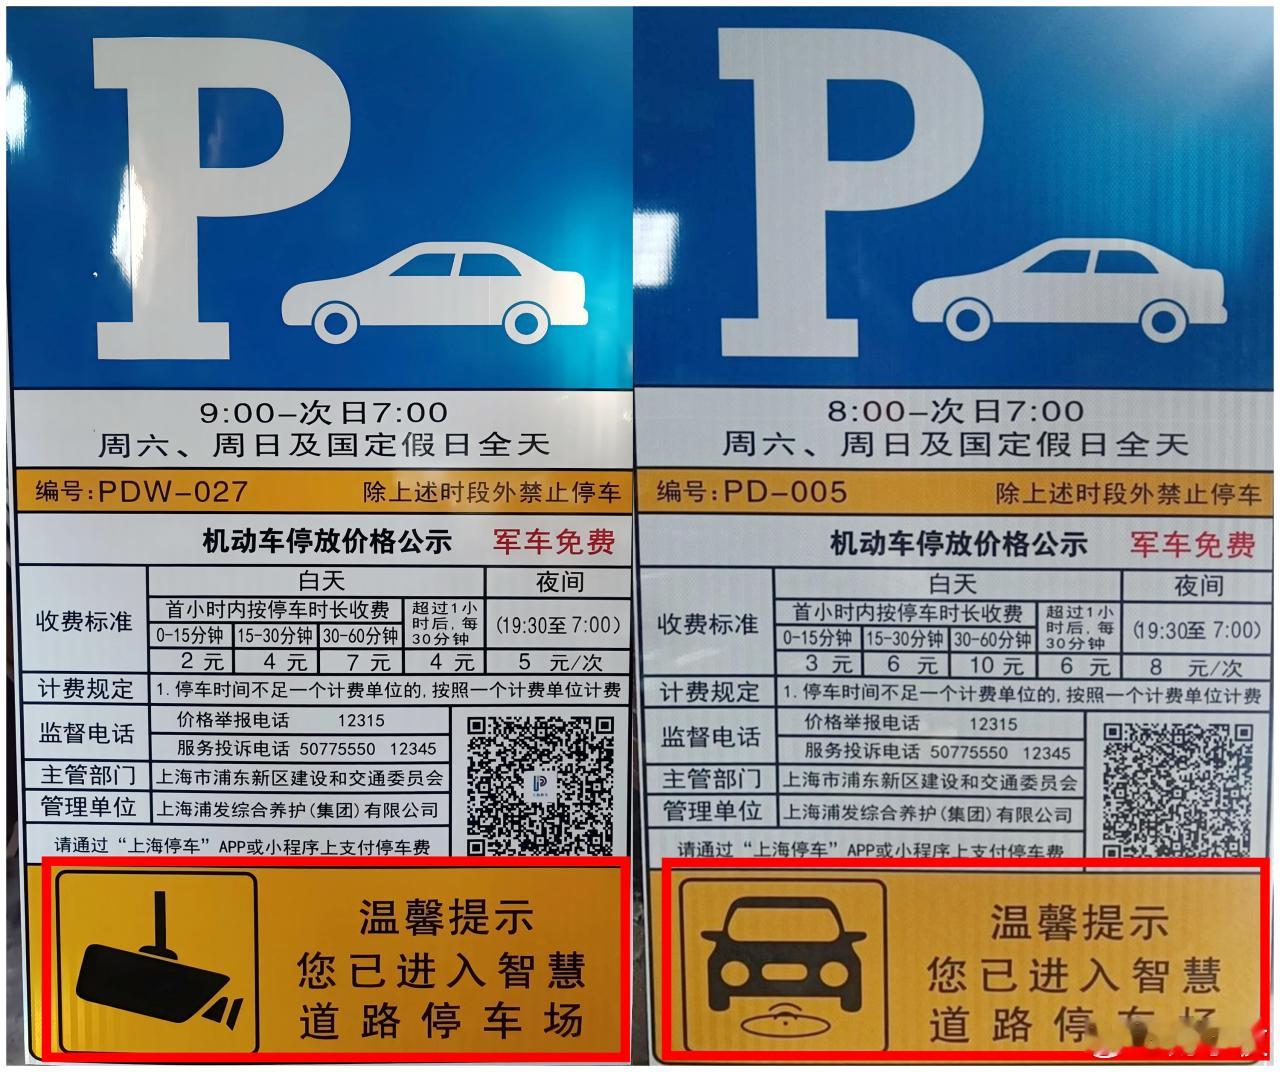 P
9:00-次日7:00
周六、周日及国定假日全天
编号:PDW-027 除上述时段外禁止停车
机动车停放价格公示 军车免费
收费标准
白天 夜间
首小时内按停车时长收费 超过1小时后,每30分钟 (19:30至7:00)
0-15分钟 15-30分钟 30-60分钟
2 元 4 元 7 元 4 元 5 元/次
计费规定 1.停车时间不足一个计费单位的,按照一个计费单位计费
监督电话 价格举报电话 12315
服务投诉电话 50775550 12345
主管部门 上海市浦东新区建设和交通委员会
管理单位 上海浦发综合养护(集团)有限公司
请通过“上海停车”APP或小程序上支付停车费
温馨提示
您已进入智慧
道路停车场
P
8:00-次日7:00
周六、周日及国定假日全天
编号:PD-005 除上述时段外禁止停车
机动车停放价格公示 军车免费
收费标准
白天 夜间
首小时内按停车时长收费 超过1小时后,每30分钟 (19:30至7:00)
0-15分钟 15-30分钟 30-60分钟
3 元 6 元 10 元 6 元 8 元/次
计费规定 1.停车时间不足一个计费单位的,按照一个计费单位计费
监督电话 价格举报电话 12315
服务投诉电话 50775550 12345
主管部门 上海市浦东新区建设和交通委员会
管理单位 上海浦发综合养护(集团)有限公司
请通过“上海停车”APP或小程序上支付停车费
温馨提示
您已进入智慧
道路停车场